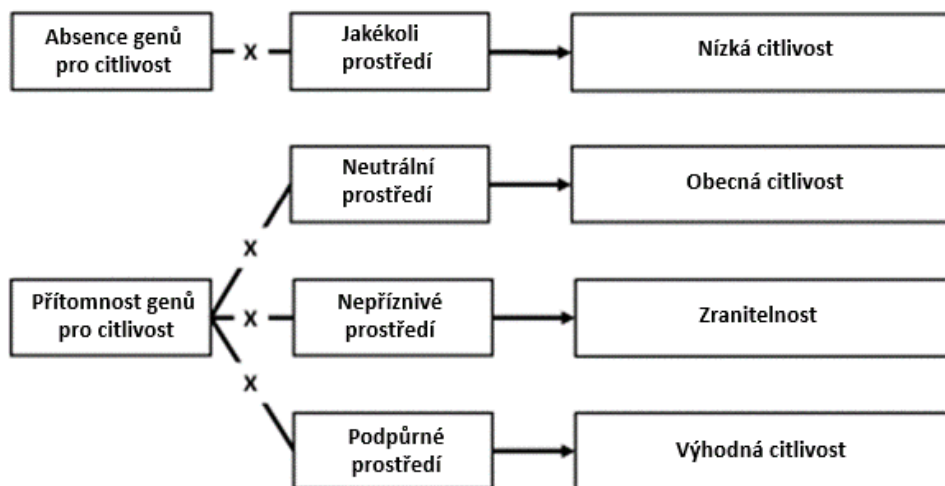 Absence genů
pro citlivost
X
Jakékoli
prostředí
Nízká citlivost
Neutrální
prostředí
Obecná citlivost
X
Přítomnost genů
pro citlivost
X
Nepříznivé
prostředí
Zranitelnost
X
Podpůrné
prostředí
Výhodná citlivost